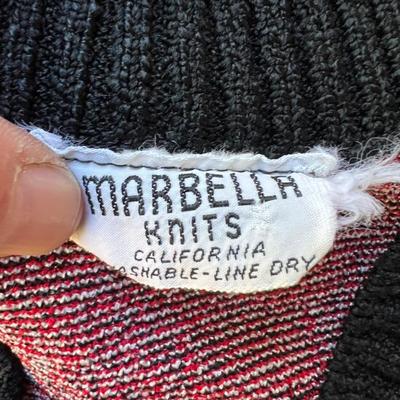 MARBELLA
KNITS
CALIFORNIA
ASHABLE-LINE DRY